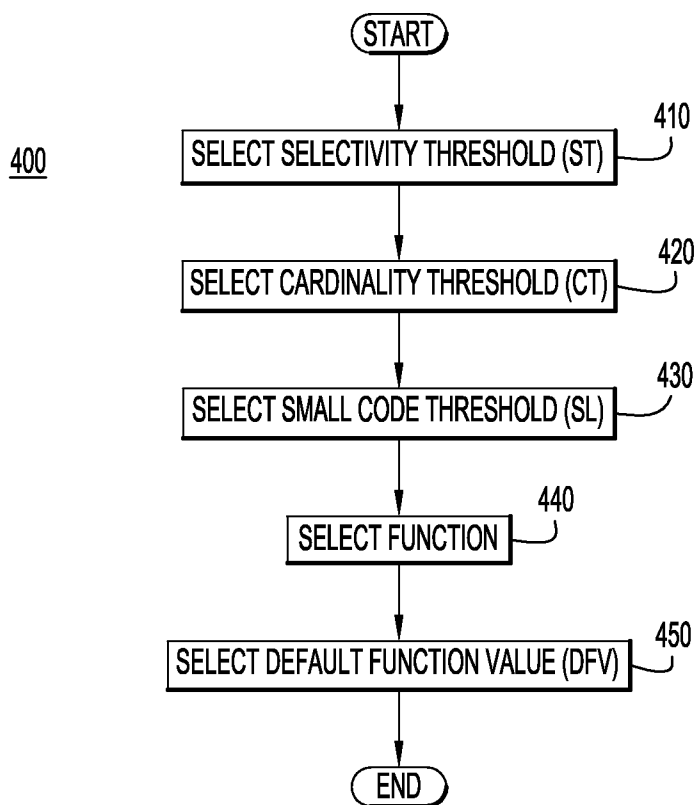 START
400
410
SELECT SELECTIVITY THRESHOLD (ST)
420
SELECT CARDINALITY THRESHOLD (CT)
430
SELECT SMALL CODE THRESHOLD (SL)
440
SELECT FUNCTION
450
SELECT DEFAULT FUNCTION VALUE (DFV)
END